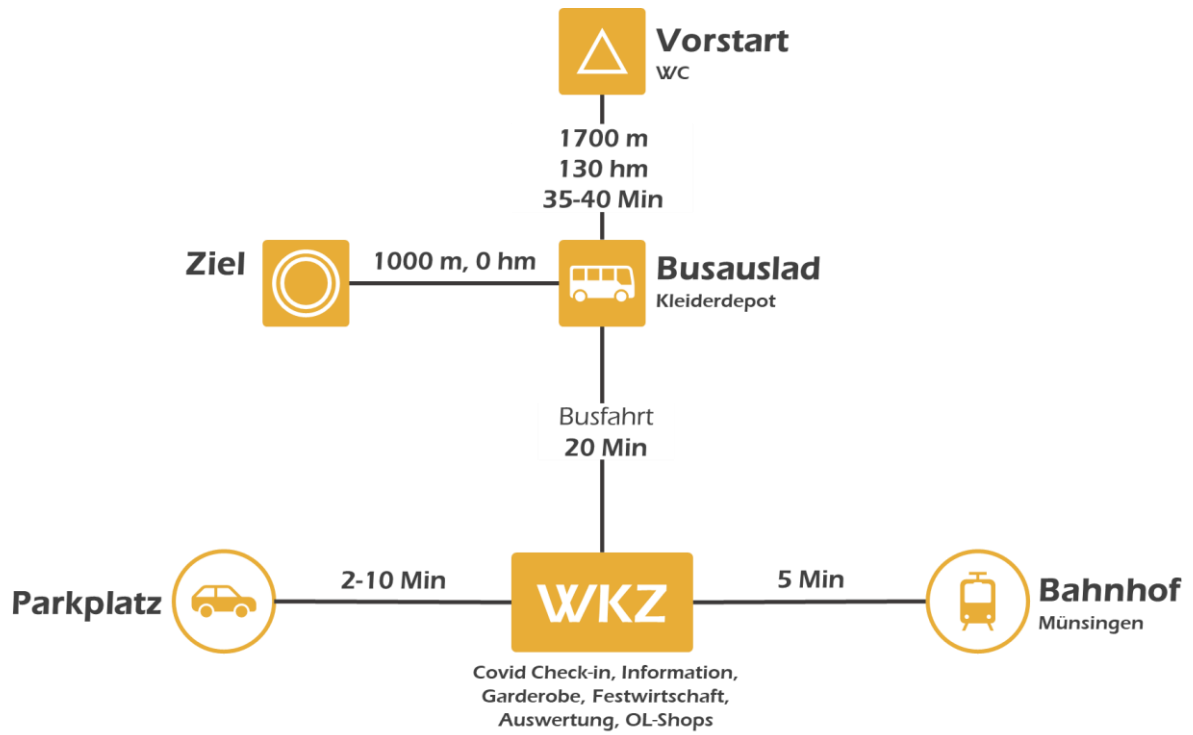 Vorstart
WC
1700 m
130 hm
35-40 Min
Ziel
1000 m, 0 hm
Busauslad
Kleiderdepot
Busfahrt
20 Min
Parkplatz
2-10 Min
WKZ
5 Min
Bahnhof
Münsingen
Covid Check-in, Information,
Garderobe, Festwirtschaft,
Auswertung, OL-Shops